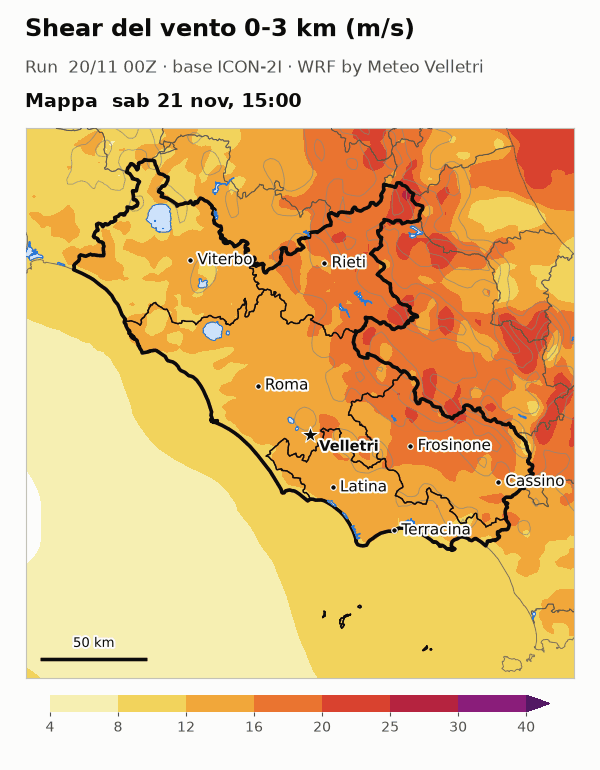 Shear del vento 0-3 km (m/s)
Run  20/11 00Z · base ICON-2I · WRF by Meteo Velletri
Mappa  sab 21 nov, 15:00
Viterbo
Rieti
Roma
Velletri
Frosinone
Cassino
Latina
Terracina
50 km
4 8 12 16 20 25 30 40